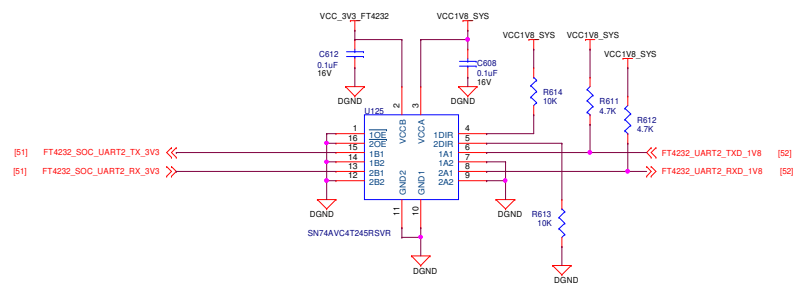 VCC_3V3_FT4232
VCC1V8_SYS
VCC1V8_SYS
VCC1V8_SYS
VCC1V8_SYS
C612
0.1uF
16V
C608
0.1uF
16V
R614
10K
R611
4.7K
R612
4.7K
DGND
DGND
U125
2
3
VCCB
VCCA
1
1OE
1DIR
4
16
2OE
2DIR
5
[51]
FT4232_SOC_UART2_TX_3V3
15
1B1
1A1
6
FT4232_UART2_TXD_1V8
[52]
14
1B2
1A2
7
[51]
FT4232_SOC_UART2_RX_3V3
13
2B1
2A1
8
FT4232_UART2_RXD_1V8
[52]
12
2B2
2A2
9
GND2
GND1
11
10
DGND
DGND
R613
10K
SN74AVC4T245RSVR
DGND
DGND